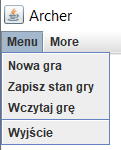 Archer
Menu More
Nowa gra
Zapisz stan gry
Wczytaj grę
Wyjście